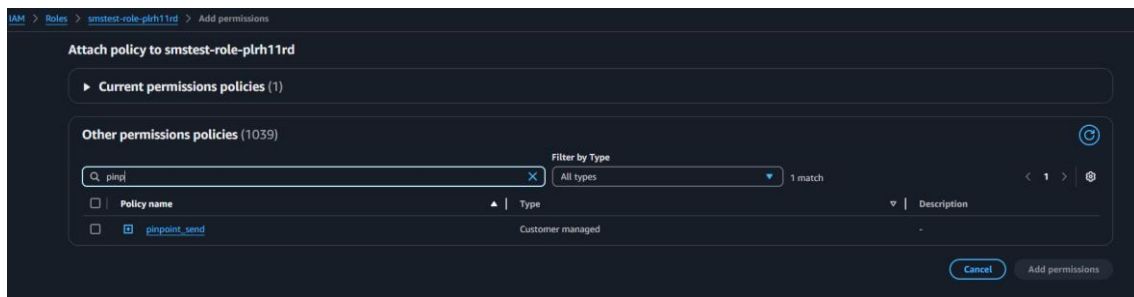 IAM > Roles > smstest-role-plrh11rd > Add permissions
Attach policy to smstest-role-plrh11rd
Current permissions policies (1)
Other permissions policies (1039)
Filter by Type
pinp All types 1 match 1
Policy name Type Description
pinpoint_send Customer managed -
Cancel Add permissions